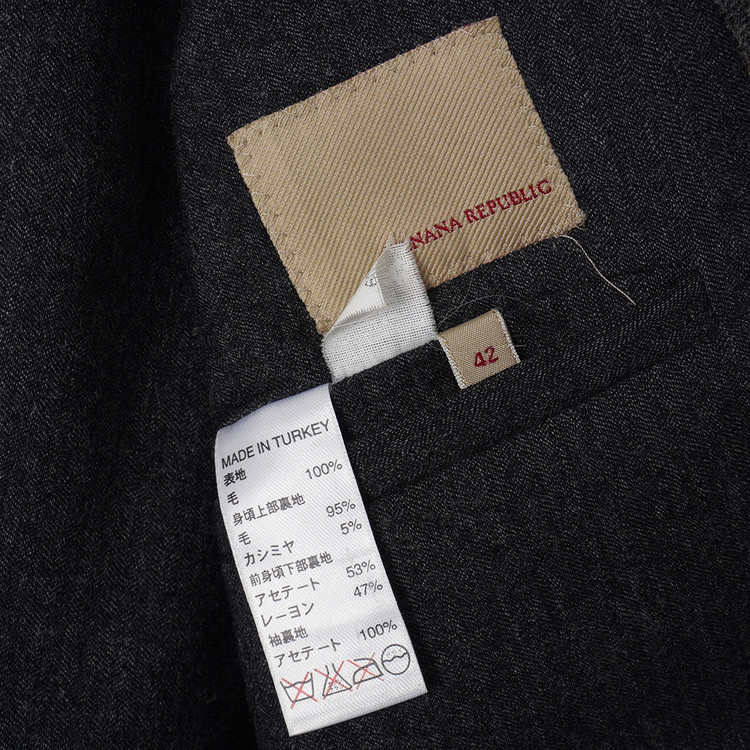 NANA REPUBLIC
42
MADE IN TURKEY
表地
毛 100%
身頃上部裏地
毛 95%
カシミヤ 5%
前身頃下部裏地
アセテート 53%
レーヨン 47%
袖裏地
アセテート 100%